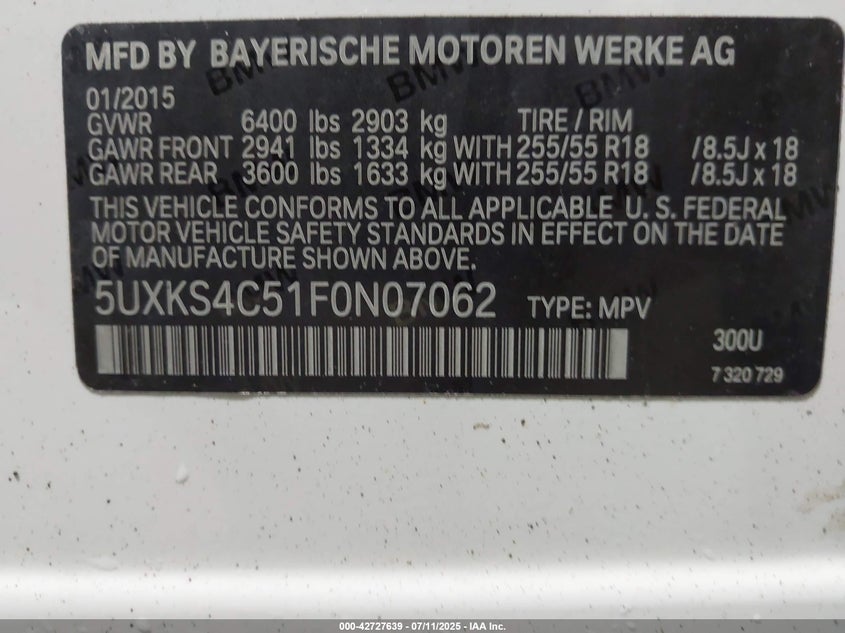 MFD BY BAYERISCHE MOTOREN WERKE AG
01/2015
GVWR 6400 lbs 2903 kg TIRE / RIM
GAWR FRONT 2941 lbs 1334 kg WITH 255/55 R18 /8.5J x 18
GAWR REAR 3600 lbs 1633 kg WITH 255/55 R18 /8.5J x 18
THIS VEHICLE CONFORMS TO ALL APPLICABLE U. S. FEDERAL
MOTOR VEHICLE SAFETY STANDARDS IN EFFECT ON THE DATE
OF MANUFACTURE SHOWN ABOVE.
5UXKS4C51F0N07062 TYPE: MPV
300U
7 320 729
000-42727639 - 07/11/2025 - IAA Inc.